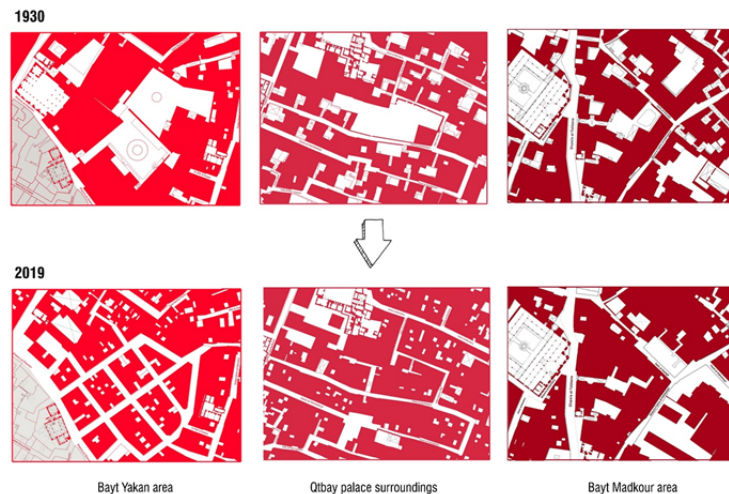 1930
2019
Bayt Yakan area
Qtbay palace surroundings
Bayt Madkour area